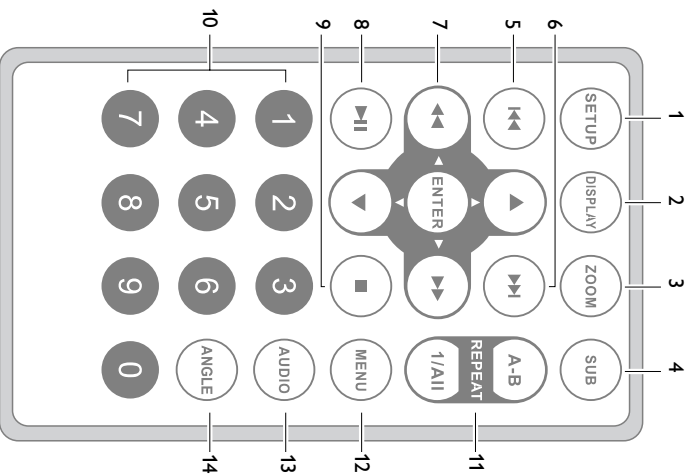 1 2 3 4
SETUP DISPLAY ZOOM SUB
6
5
A-B
REPEAT 11
7 ENTER
1/All
8 MENU 12
9
1 2 3 AUDIO 13
10
4 5 6 ANGLE 14
7 8 9 0